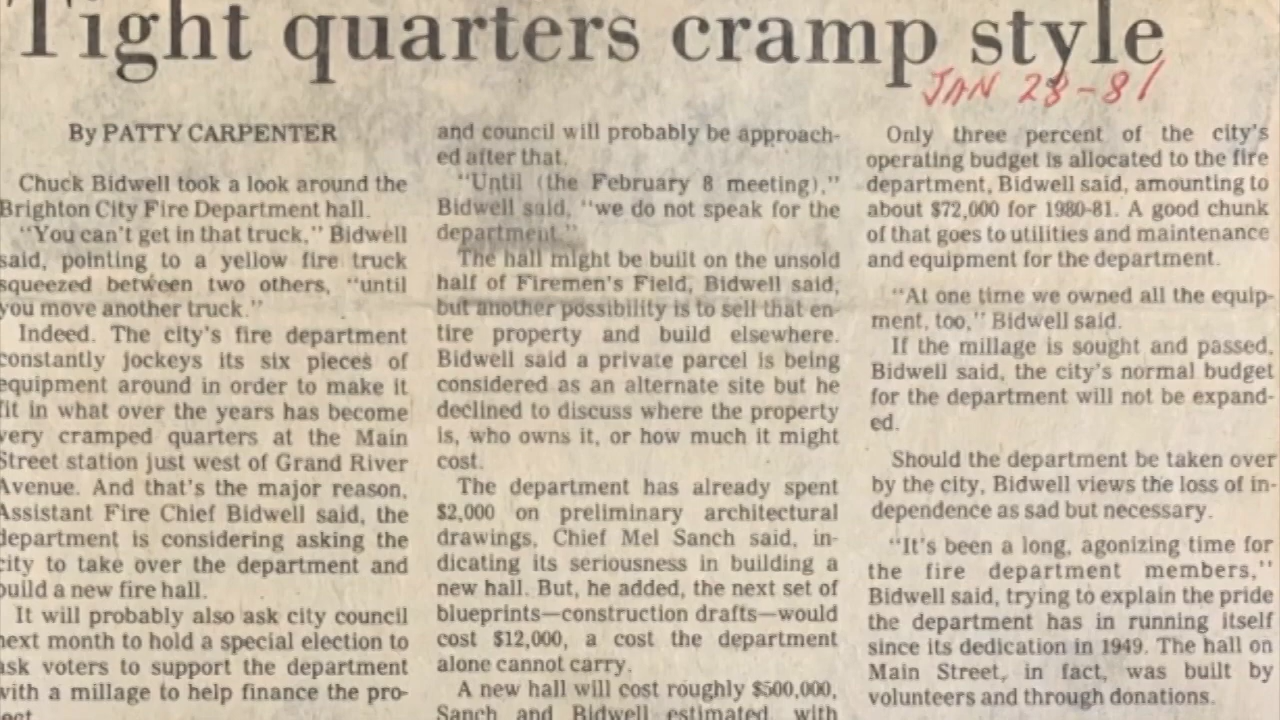 Tight quarters cramp style
JAN 28-81
By PATTY CARPENTER
Chuck Bidwell took a look around the
Brighton City Fire Department hall.
"You can't get in that truck," Bidwell
said, pointing to a yellow fire truck
squeezed between two others, "until
you move another truck."
Indeed. The city's fire department
constantly jockeys its six pieces of
equipment around in order to make it
fit in what over the years has become
very cramped quarters at the Main
Street station just west of Grand River
Avenue. And that's the major reason,
Assistant Fire Chief Bidwell said, the
department is considering asking the
city to take over the department and
build a new fire hall.
It will probably also ask city council
next month to hold a special election to
ask voters to support the department
with a millage to help finance the pro-
ject.
and council will probably be approach-
ed after that.
"Until (the February 8 meeting),"
Bidwell said, "we do not speak for the
department."
The hall might be built on the unsold
half of Firemen's Field, Bidwell said,
but another possibility is to sell that en-
tire property and build elsewhere.
Bidwell said a private parcel is being
considered as an alternate site but he
declined to discuss where the property
is, who owns it, or how much it might
cost.
The department has already spent
$2,000 on preliminary architectural
drawings, Chief Mel Sanch said, in-
dicating its seriousness in building a
new hall. But, he added, the next set of
blueprints—construction drafts—would
cost $12,000, a cost the department
alone cannot carry.
A new hall will cost roughly $500,000,
Sanch and Bidwell estimated, with
Only three percent of the city's
operating budget is allocated to the fire
department, Bidwell said, amounting to
about $72,000 for 1980-81. A good chunk
of that goes to utilities and maintenance
and equipment for the department.
"At one time we owned all the equip-
ment, too," Bidwell said.
If the millage is sought and passed,
Bidwell said, the city's normal budget
for the department will not be expand-
ed.
Should the department be taken over
by the city, Bidwell views the loss of in-
dependence as sad but necessary.
"It's been a long, agonizing time for
the fire department members,"
Bidwell said, trying to explain the pride
the department has in running itself
since its dedication in 1949. The hall on
Main Street, in fact, was built by
volunteers and through donations.